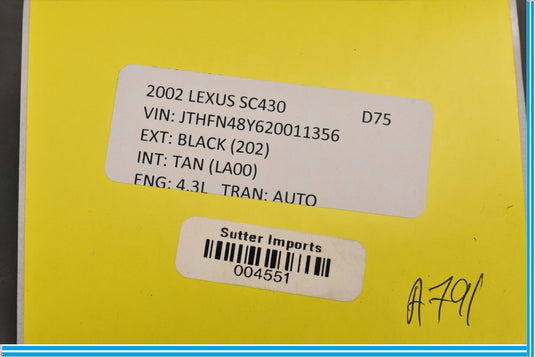 2002 LEXUS SC430 D75
VIN: JTHFN48Y620011356
EXT: BLACK (202)
INT: TAN (LA00)
ENG: 4.3L TRAN: AUTO
Sutter Imports
004551
A791